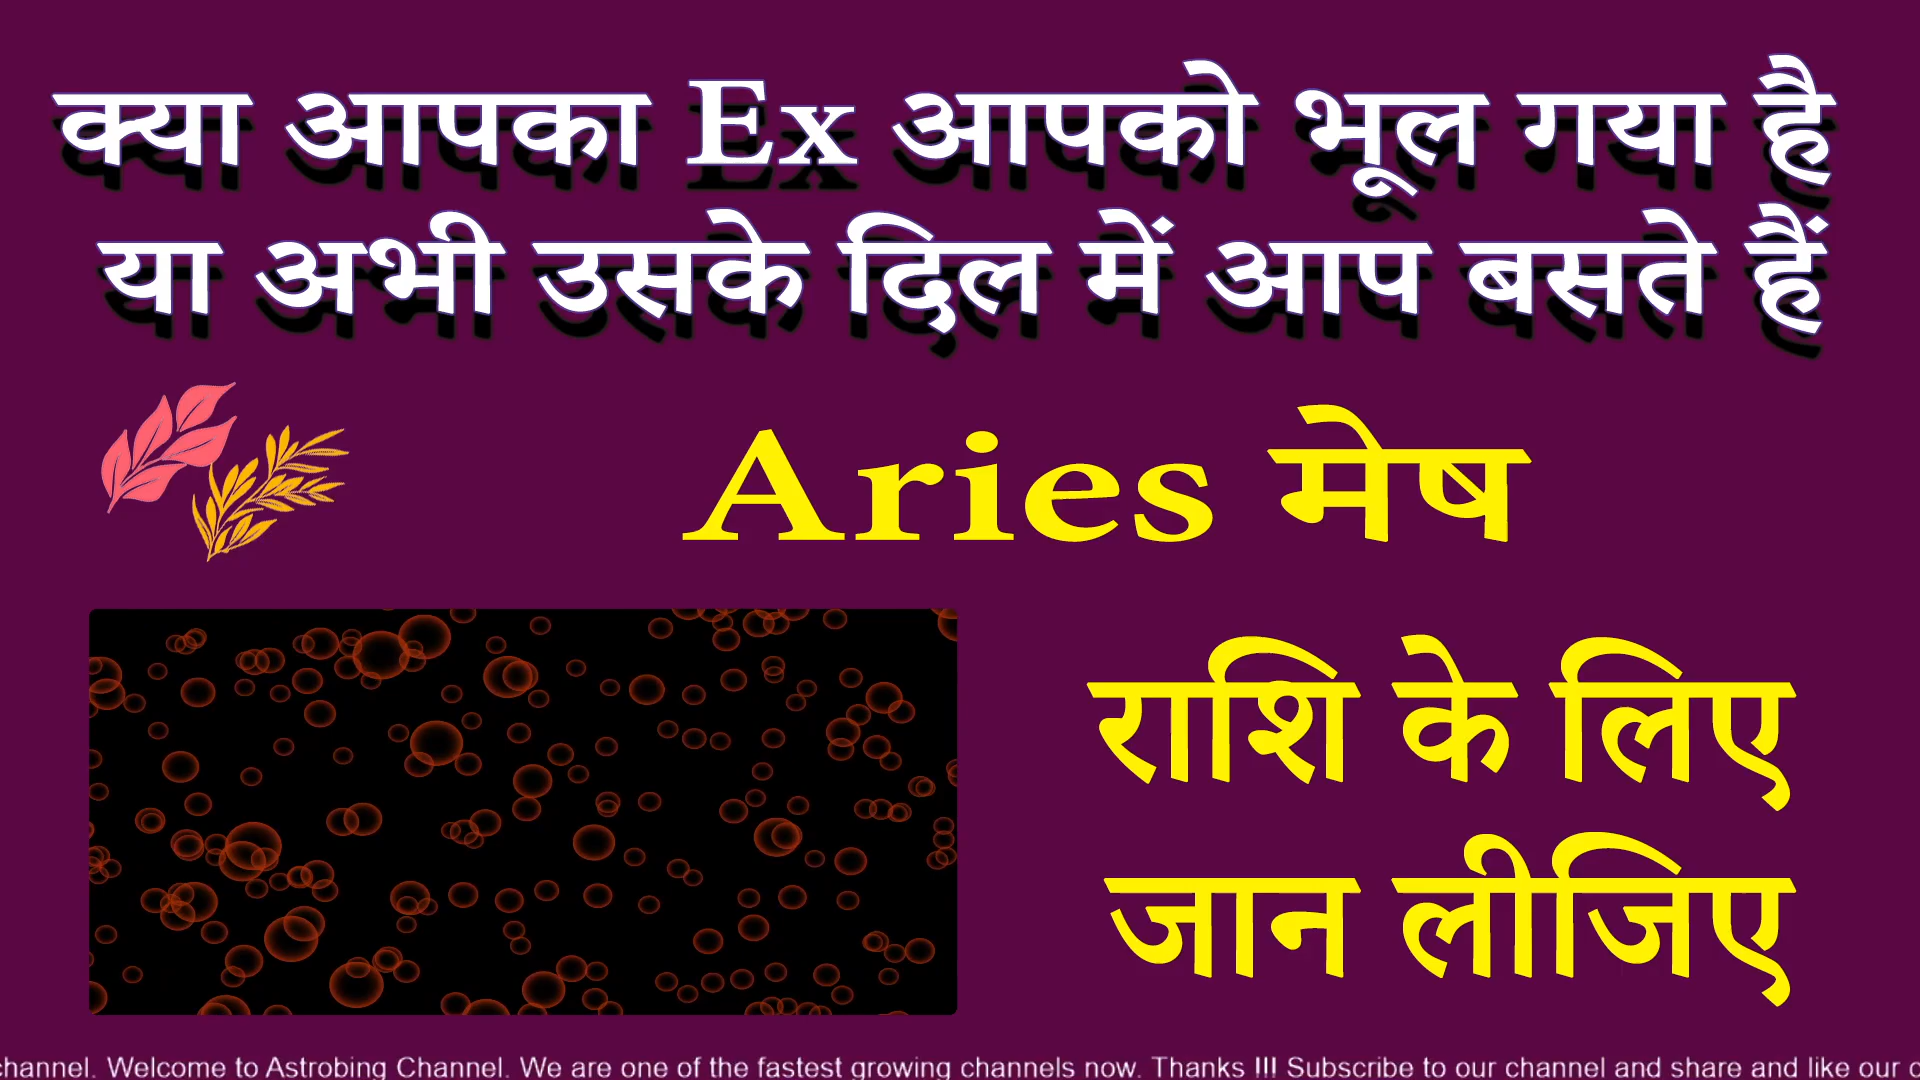 क्या आपका Ex आपको भूल गया है
या अभी उसके दिल में आप बसते हैं
Aries मेष
राशि के लिए
जान लीजिए
channel. Welcome to Astrobing Channel. We are one of the fastest growing channels now. Thanks !!! Subscribe to our channel and share and like our